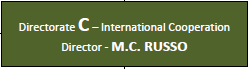 Directorate C – International Cooperation
Director - M.C. RUSSO